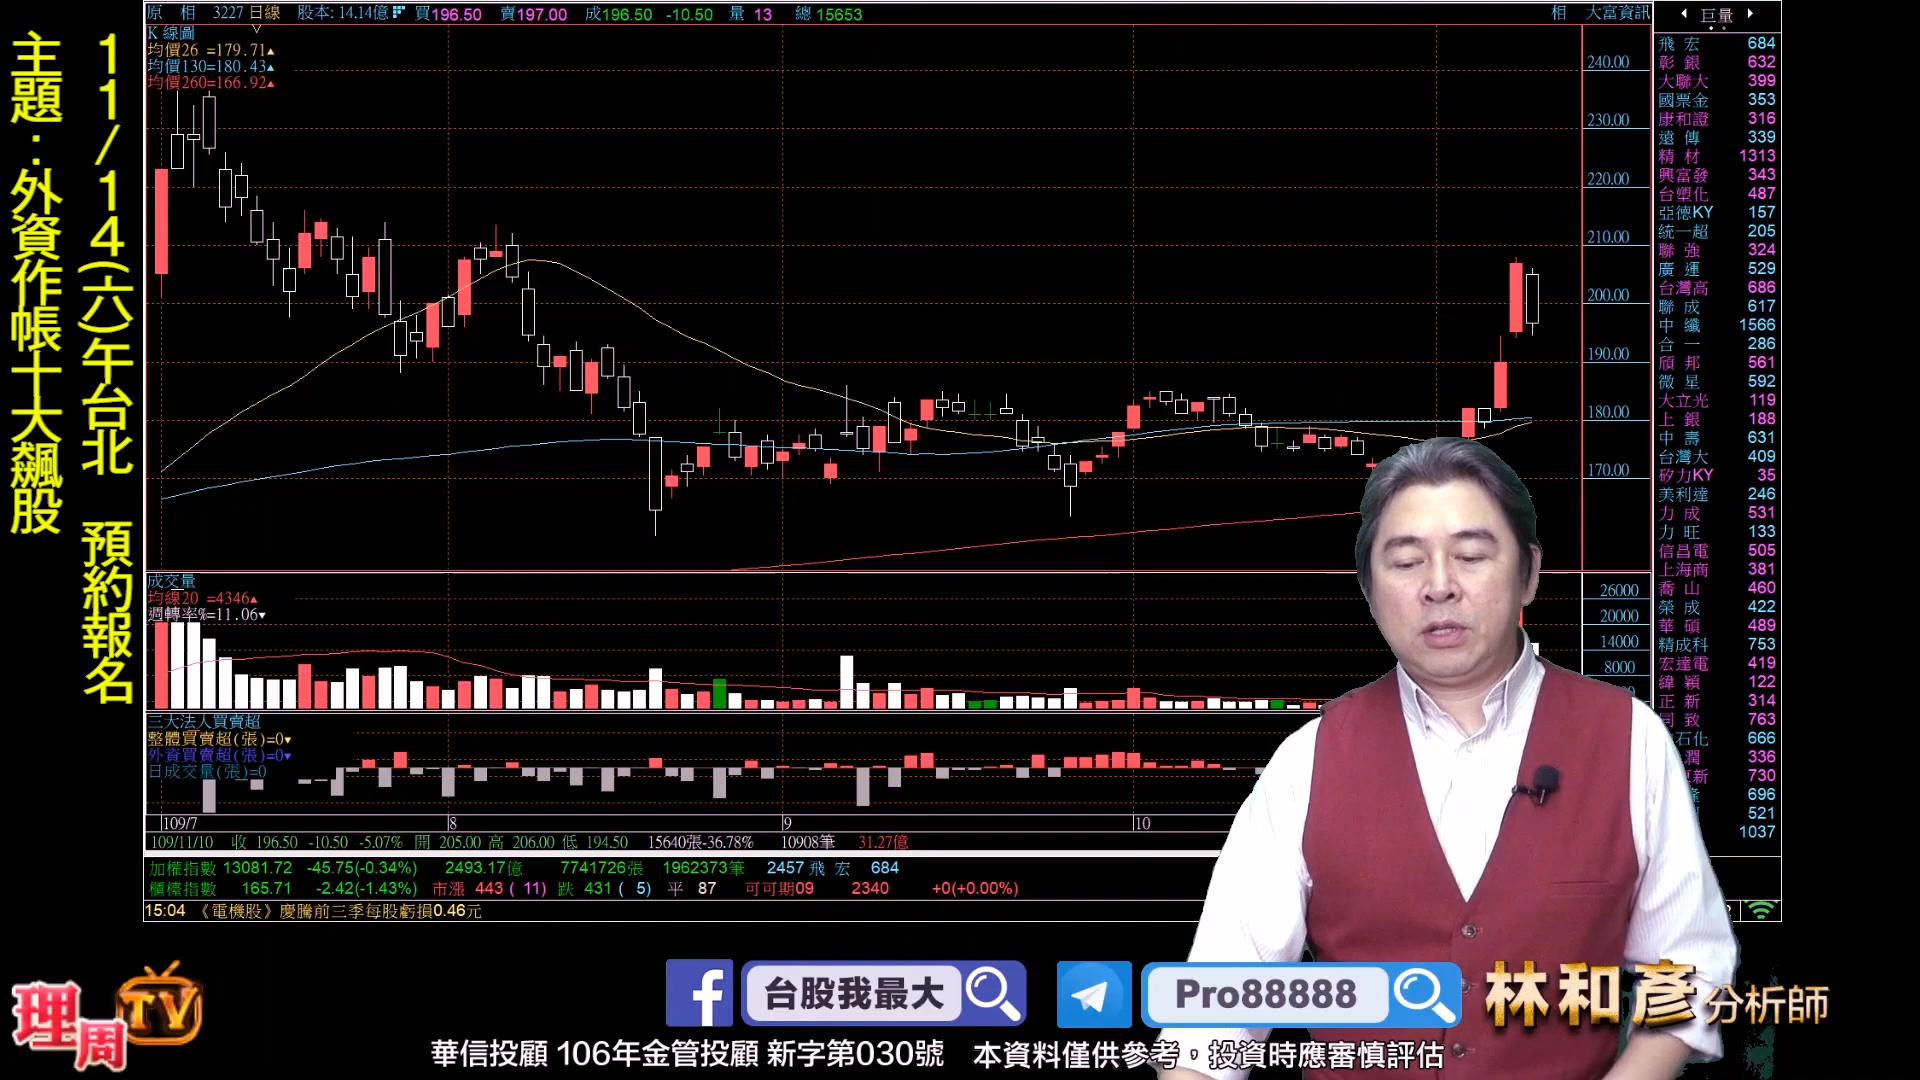 11/14(六)午台北 預約報名
主題:外資作帳十大飆股
原 相 3227 日線 股本: 14.14億 買196.50 賣197.00 成196.50 -10.50 量 13 總 15653 相 大富資訊
K 線圖
均價26 =179.71▲
均價130=180.43▲
均價260=166.92▲
240.00
230.00
220.00
210.00
200.00
190.00
180.00
170.00
成交量
均線20 =4346▲
週轉率%=11.06▼
26000
20000
14000
8000
三大法人買賣超
整體買賣超(張)=0▼
外資買賣超(張)=0▼
日成交量(張)=0
109/7 8 9 10
109/11/10 收 196.50 -10.50 -5.07% 開 205.00 高 206.00 低 194.50 15640張-36.78% 10908筆 31.27億
加權指數 13081.72 -45.75(-0.34%) 2493.17億 7741726張 1962373筆 2457 飛 宏 684
櫃檯指數 165.71 -2.42(-1.43%) 市漲 443 ( 11) 跌 431 ( 5) 平 87 可可期09 2340 +0(+0.00%)
15:04 《電機股》慶騰前三季每股虧損0.46元
巨量
飛 宏 684
彰 銀 632
大聯大 399
國票金 353
康和證 316
遠 傳 339
精 材 1313
興富發 343
台塑化 487
亞德KY 157
統一超 205
聯 強 324
廣 運 529
台灣高 686
聯 成 617
中 纖 1566
合 一 286
頎 邦 561
微 星 592
大立光 119
上 銀 188
中 壽 631
台灣大 409
矽力KY 35
美利達 246
力 成 531
力 旺 133
信昌電 505
上海商 381
喬 山 460
榮 成 422
華 碩 489
精成科 753
宏達電 419
緯 穎 122
正 新 314
同 致 763
石化 666
潤 336
新 730
696
521
1037
理周TV
台股我最大
Pro88888
林和彥分析師
華信投顧 106年金管投顧 新字第030號 本資料僅供參考，投資時應審慎評估